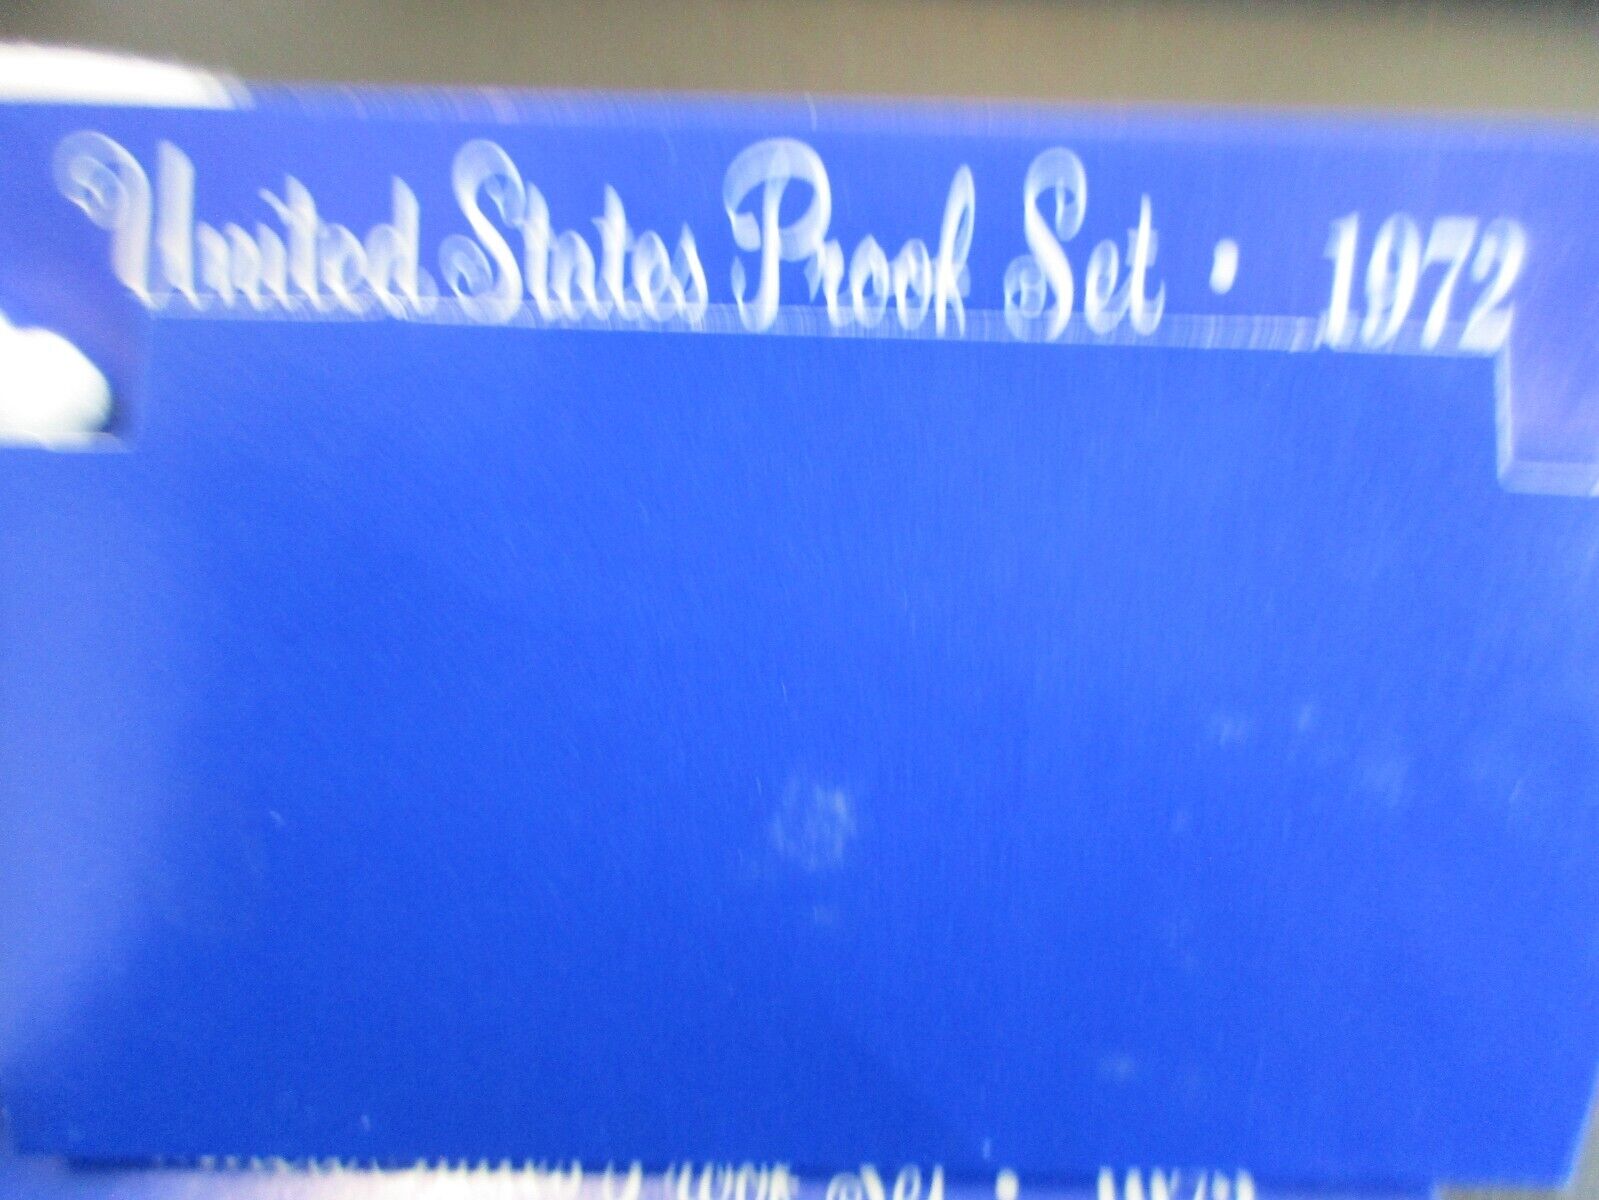 United States Proof Set • 1972